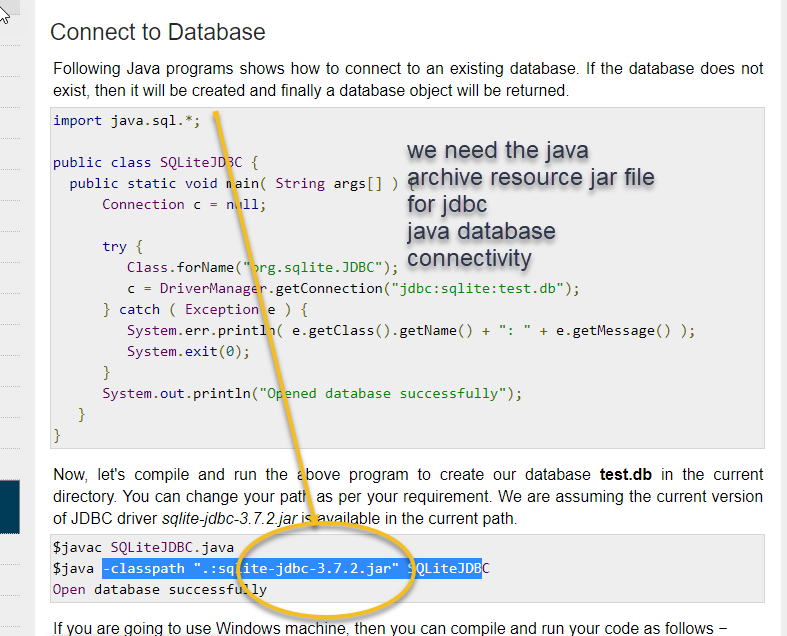 Connect to Database
Following Java programs shows how to connect to an existing database. If the database does not
exist, then it will be created and finally a database object will be returned.
import java.sql.*;
public class SQLiteJDBC {
public static void main( String args[] ) {
Connection c = null;
try {
Class.forName("org.sqlite.JDBC");
c = DriverManager.getConnection("jdbc:sqlite:test.db");
} catch ( Exception e ) {
System.err.println( e.getClass().getName() + ": " + e.getMessage() );
System.exit(0);
}
System.out.println("Opened database successfully");
}
}
we need the java
archive resource jar file
for jdbc
java database
connectivity
Now, let's compile and run the above program to create our database test.db in the current
directory. You can change your path as per your requirement. We are assuming the current version
of JDBC driver sqlite-jdbc-3.7.2.jar is available in the current path.
$javac SQLiteJDBC.java
$java -classpath ".:sqlite-jdbc-3.7.2.jar" SQLiteJDBC
Open database successfully
If you are going to use Windows machine, then you can compile and run your code as follows −